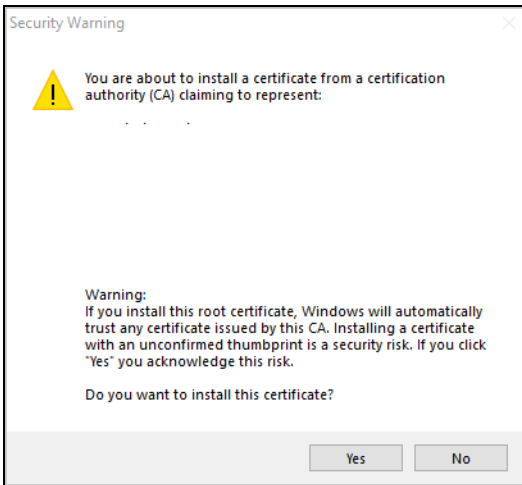 Security Warning
You are about to install a certificate from a certification
authority (CA) claiming to represent:
Warning:
If you install this root certificate, Windows will automatically
trust any certificate issued by this CA. Installing a certificate
with an unconfirmed thumbprint is a security risk. If you click
"Yes" you acknowledge this risk.
Do you want to install this certificate?
Yes
No